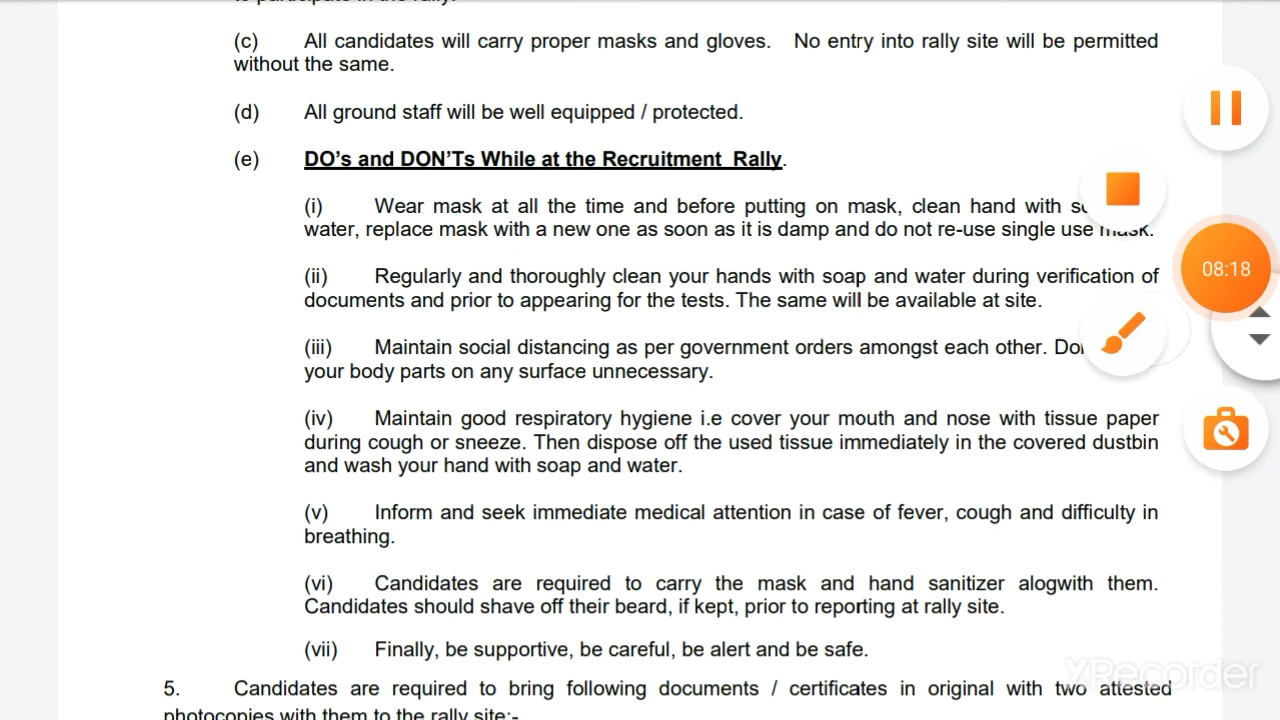 (c) All candidates will carry proper masks and gloves. No entry into rally site will be permitted
without the same.
(d) All ground staff will be well equipped / protected.
(e) DO's and DON'Ts While at the Recruitment Rally.
(i) Wear mask at all the time and before putting on mask, clean hand with
water, replace mask with a new one as soon as it is damp and do not re-use single use mask.
(ii) Regularly and thoroughly clean your hands with soap and water during verification of
documents and prior to appearing for the tests. The same will be available at site.
08:18
(iii) Maintain social distancing as per government orders amongst each other.
your body parts on any surface unnecessary.
(iv) Maintain good respiratory hygiene i.e cover your mouth and nose with tissue paper
during cough or sneeze. Then dispose off the used tissue immediately in the covered dustbin
and wash your hand with soap and water.
(v) Inform and seek immediate medical attention in case of fever, cough and difficulty in
breathing.
(vi) Candidates are required to carry the mask and hand sanitizer alogwith them.
Candidates should shave off their beard, if kept, prior to reporting at rally site.
(vii) Finally, be supportive, be careful, be alert and be safe.
XRecorder
5. Candidates are required to bring following documents / certificates in original with two attested
photocopies with them to the rally site:-